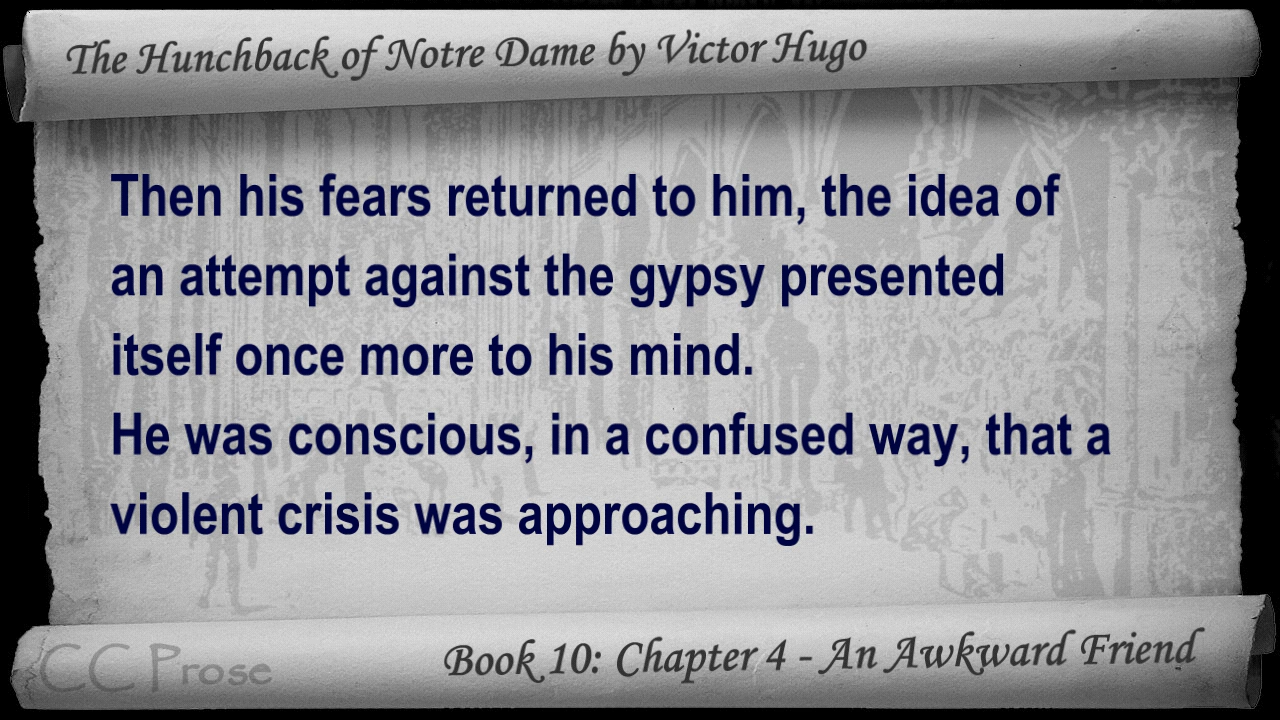 The Hunchback of Notre Dame by Victor Hugo
Then his fears returned to him, the idea of
an attempt against the gypsy presented
itself once more to his mind.
He was conscious, in a confused way, that a
violent crisis was approaching.
CC Prose
Book 10: Chapter 4 - An Awkward Friend